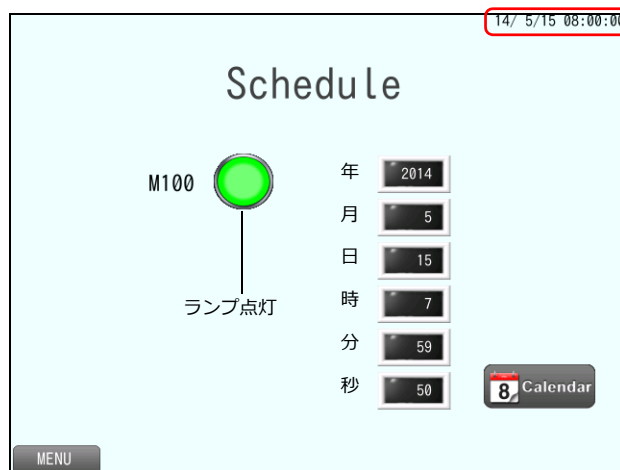 14/ 5/15 08:00:00
Schedule
M100
ランプ点灯
年 2014
月 5
日 15
時 7
分 59
秒 50
8 Calendar
MENU